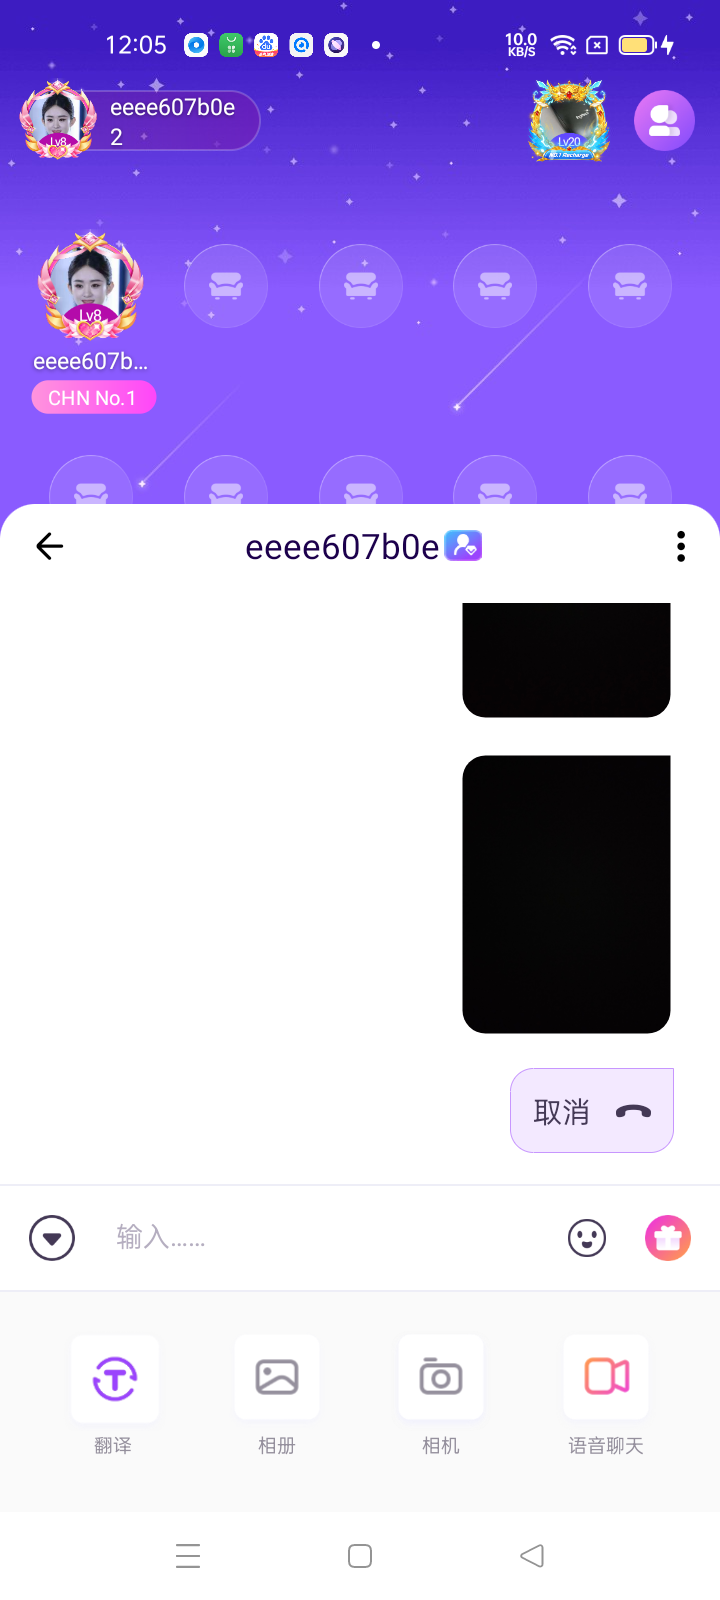 12:05
10.0
KB/S
eeee607b0e
2
Lv8
Lv20
NO.1 Recharge
Lv8
eeee607b...
CHN No.1
eeee607b0e
取消
输入......
翻译
相册
相机
语音聊天